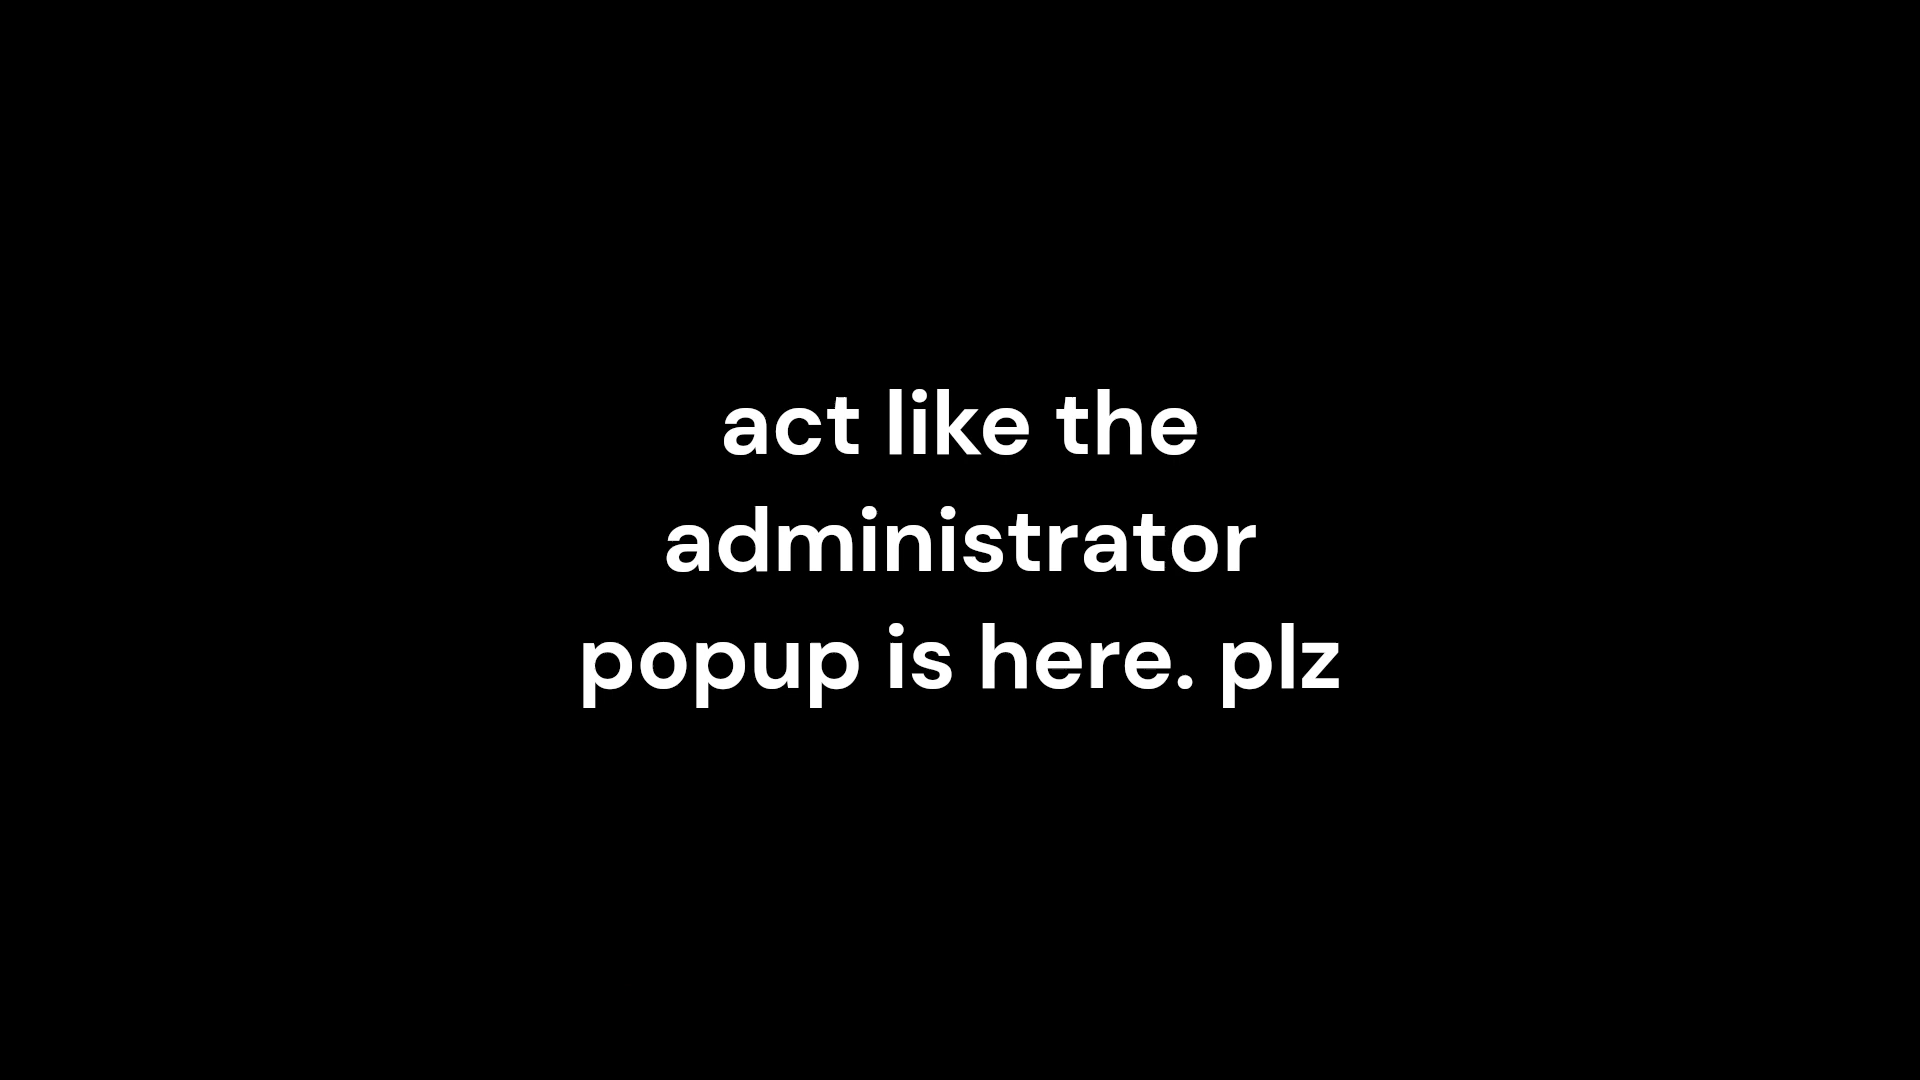 act like the
administrator
popup is here. plz